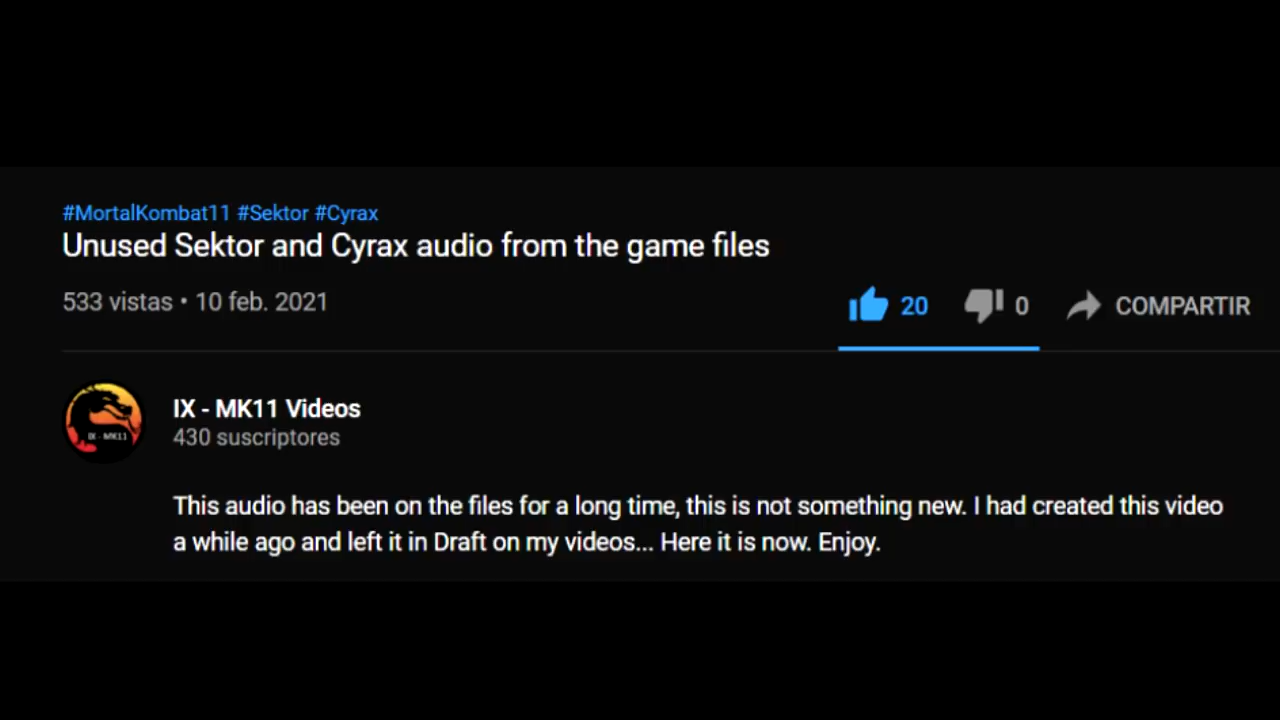 #MortalKombat11 #Sektor #Cyrax
Unused Sektor and Cyrax audio from the game files
533 vistas • 10 feb. 2021
20 0 COMPARTIR
IX - MK11
IX - MK11 Videos
430 suscriptores
This audio has been on the files for a long time, this is not something new. I had created this video
a while ago and left it in Draft on my videos... Here it is now. Enjoy.